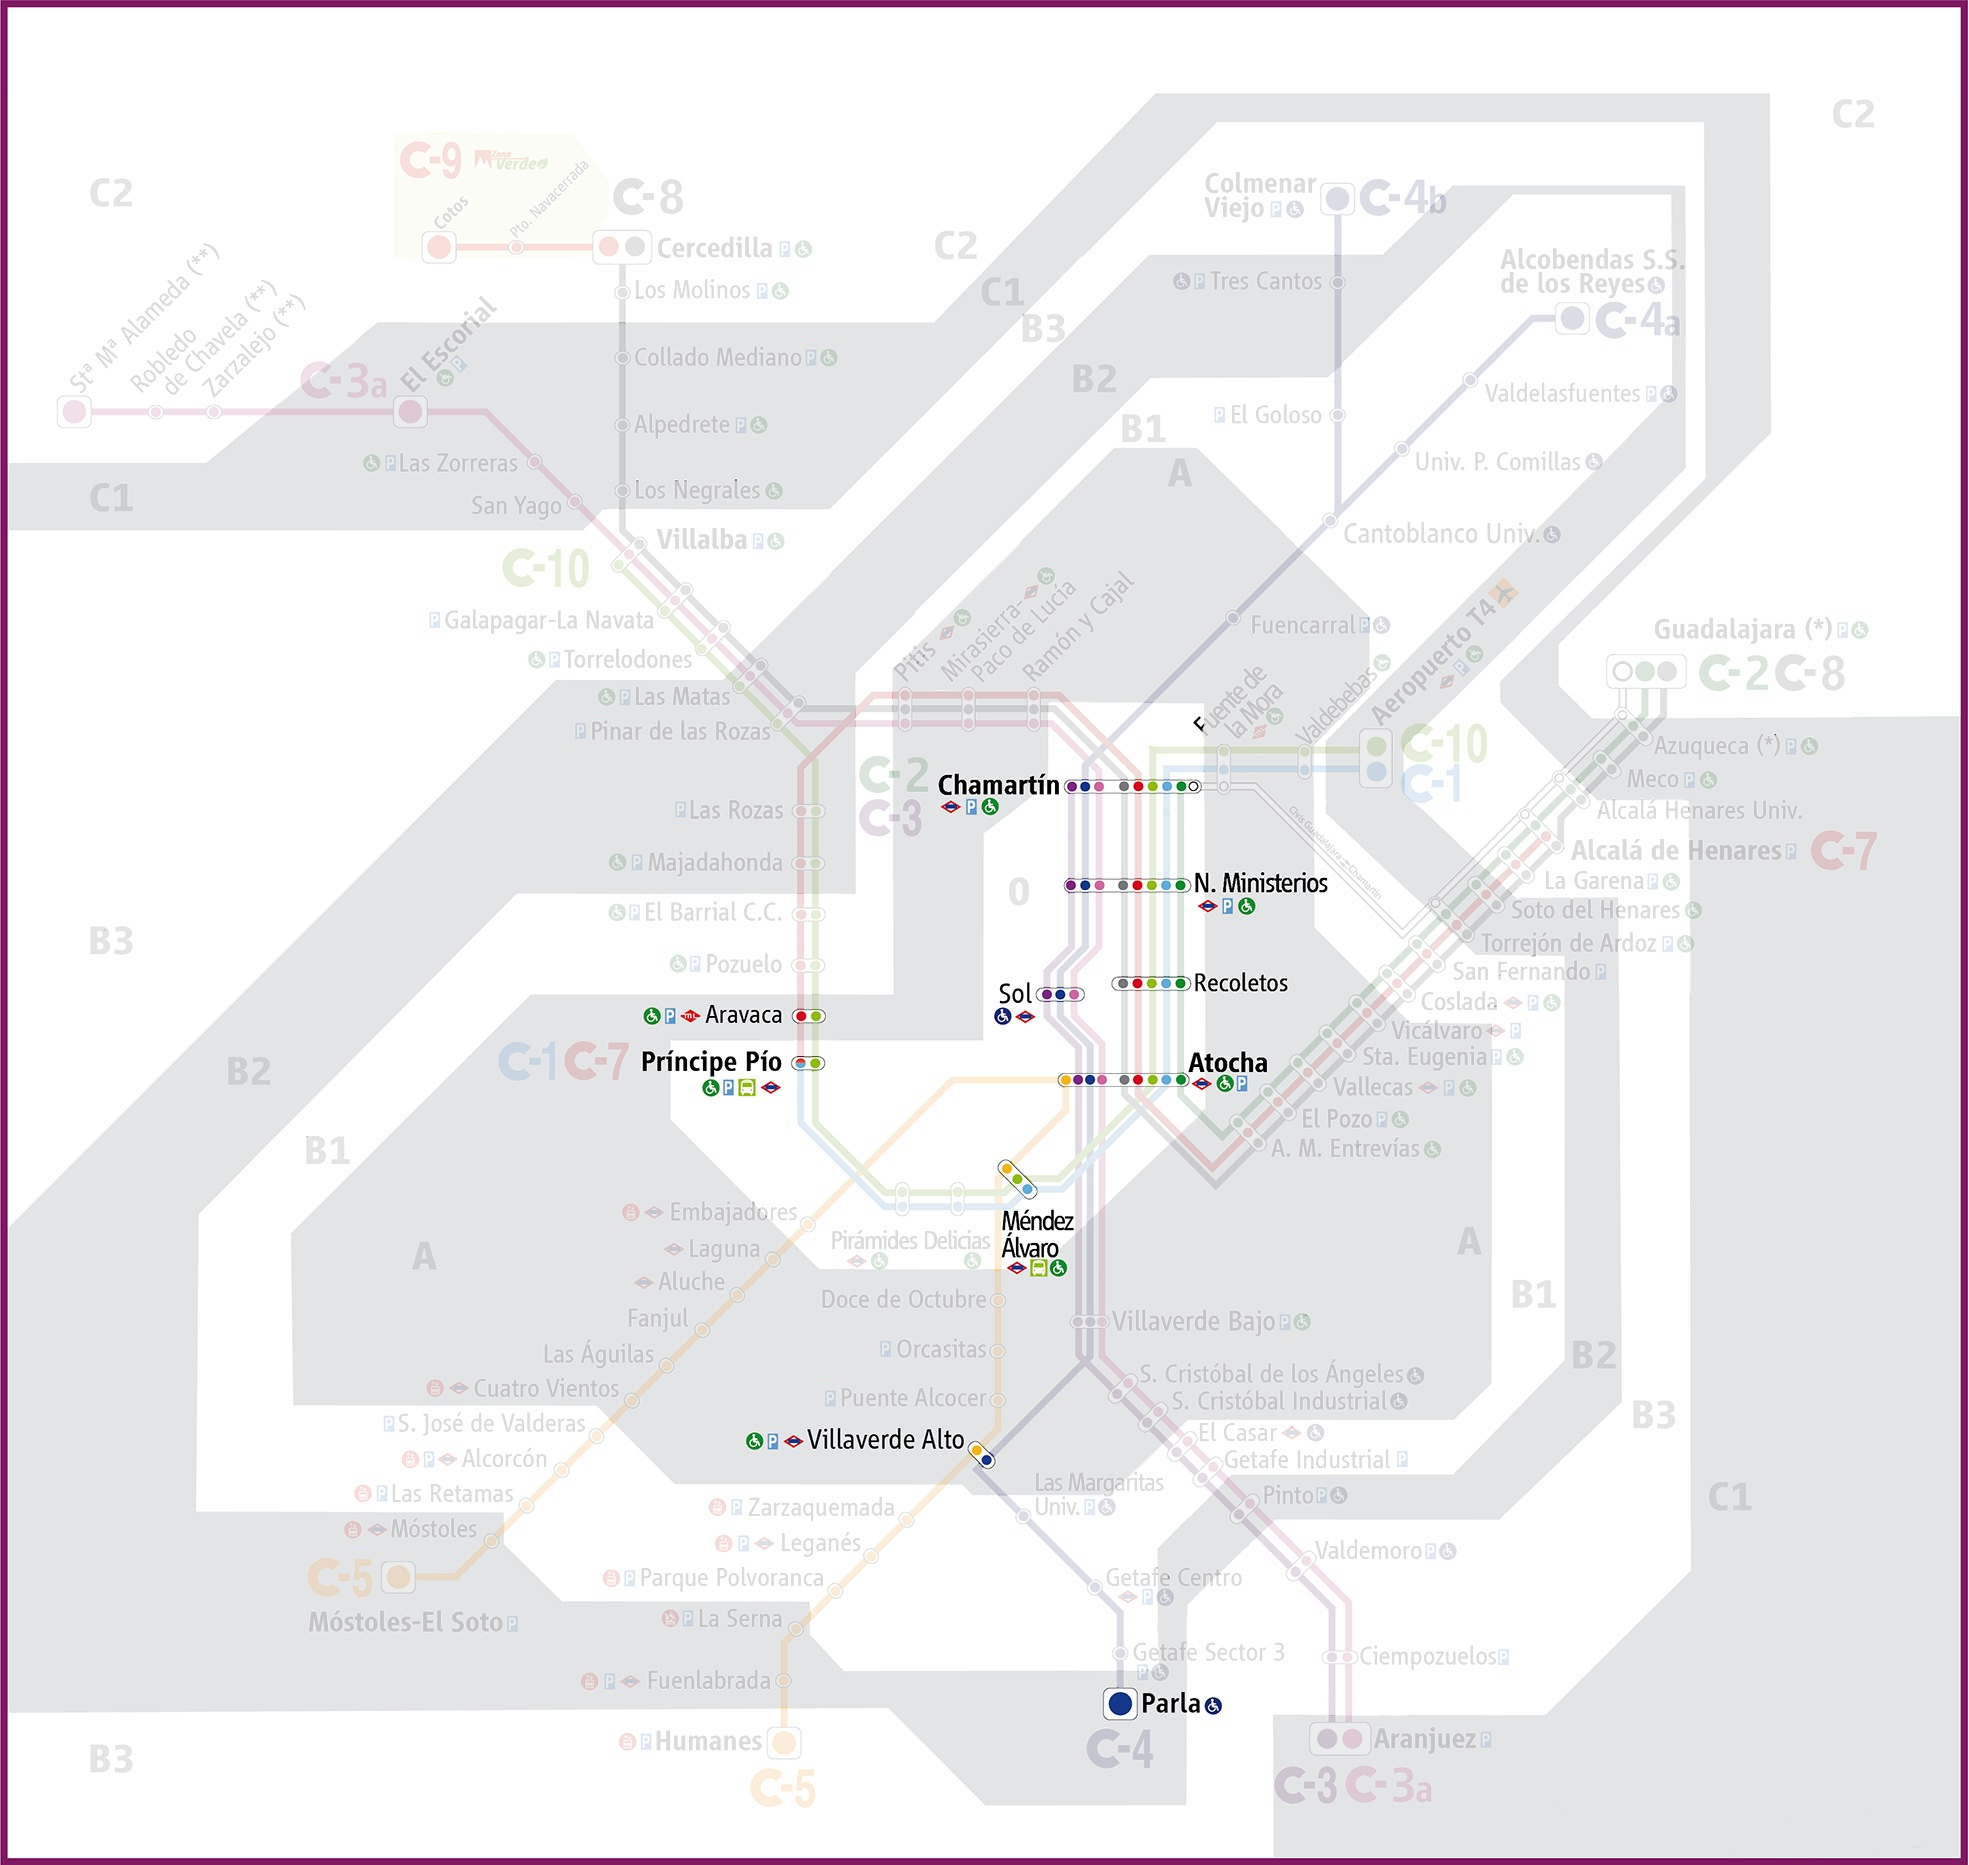 C2
C-9
Zona
verde
Cotos
Pto. Navacerrada
C-8
Cercedilla P
Los Molinos P
Collado Mediano P
Alpedrete P
Los Negrales
Villalba P
C2
C2
C1
B3
B2
B1
A
Colmenar
Viejo P
C-4b
Alcobendas S.S.
de los Reyes
C-4a
P Tres Cantos
P El Goloso
Valdelasfuentes P
Univ. P. Comillas
Cantoblanco Univ.
Fuencarral P
Stª Mª Alameda (**)
Robledo
de Chavela (**)
Zarzalejo (**)
C-3a
El Escorial
P
P Las Zorreras
San Yago
C1
C-10
P Galapagar-La Navata
P Torrelodones
P Las Matas
P Pinar de las Rozas
Pitis
Mirasierra-
Paco de Lucía
Ramón y Cajal
F
Fuente de
la Mora
Valdebebas
Aeropuerto T4
P
C-10
C-1
Guadalajara (*) P
C-2 C-8
C-2
C-3
Chamartín
P
Civis Guadalajara Chamartín
Azuqueca (*) P
Meco P
Alcalá Henares Univ.
Alcalá de Henares P
C-7
La Garena P
Soto del Henares
Torrejón de Ardoz P
San Fernando P
Coslada P
Vicálvaro P
Sta. Eugenia P
Vallecas P
El Pozo P
A. M. Entrevías
P Las Rozas
P Majadahonda
P El Barrial C.C.
P Pozuelo
P ML Aravaca
C-1 C-7
Príncipe Pío
P
0
N. Ministerios
P
Recoletos
Sol
Atocha
P
B3
B2
B1
A
Embajadores
Laguna
Aluche
Fanjul
Las Águilas
Cuatro Vientos
P S. José de Valderas
P Alcorcón
P Las Retamas
Móstoles
C-5
Móstoles-El Soto P
Pirámides Delicias
Méndez
Álvaro
Doce de Octubre
P Orcasitas
P Puente Alcocer
P Villaverde Alto
Villaverde Bajo P
S. Cristóbal de los Ángeles
S. Cristóbal Industrial
El Casar
Getafe Industrial P
Pinto P
Valdemoro P
Ciempozuelos P
Aranjuez P
C-3 C-3a
A
B1
B2
B3
C1
Las Margaritas
Univ. P
Getafe Centro
P
Getafe Sector 3
P
Parla
C-4
P Zarzaquemada
P Leganés
P Parque Polvoranca
P La Serna
P Fuenlabrada
P Humanes
C-5
B3